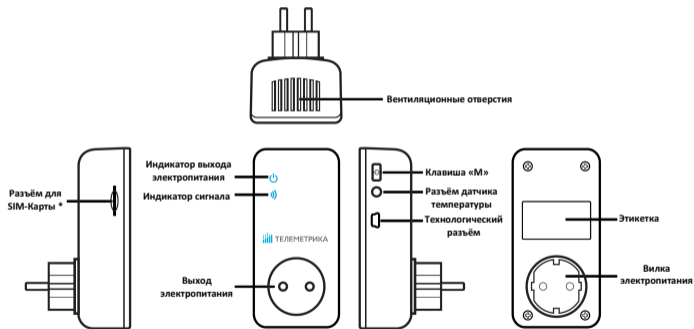 Вентиляционные отверстия
Разъём для
SIM-Карты *
Индикатор выхода
электропитания
Индикатор сигнала
ТЕЛЕМЕТРИКА
Выход
электропитания
Клавиша «М»
Разъём датчика
температуры
Технологический
разъём
Этикетка
Вилка
электропитания